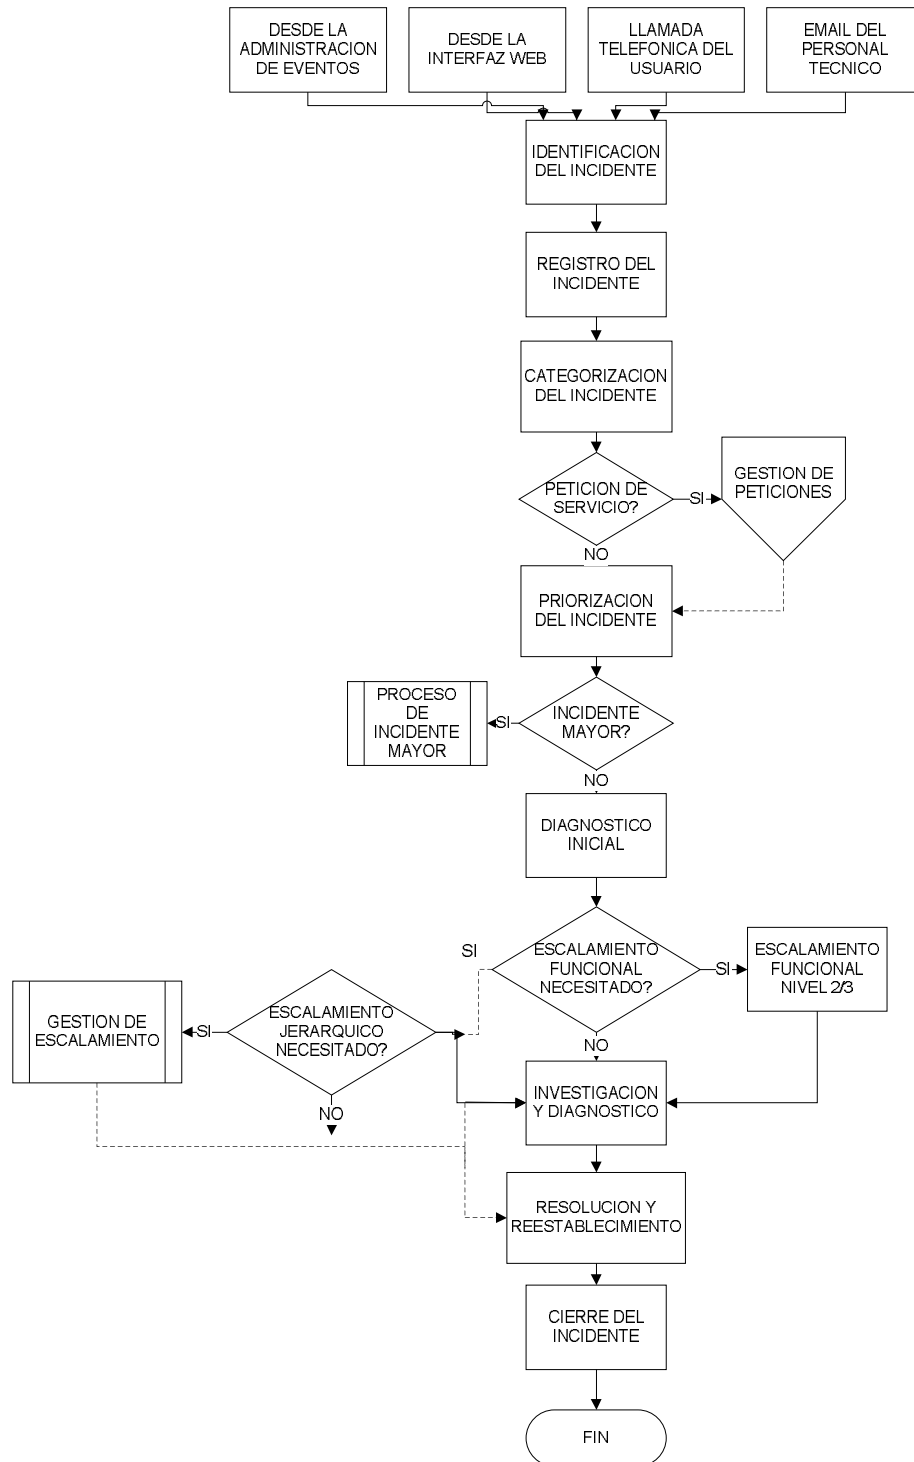 DESDE LA
ADMINISTRACION
DE EVENTOS
DESDE LA
INTERFAZ WEB
LLAMADA
TELEFONICA DEL
USUARIO
EMAIL DEL
PERSONAL
TECNICO
IDENTIFICACION
DEL INCIDENTE
REGISTRO DEL
INCIDENTE
CATEGORIZACION
DEL INCIDENTE
PETICION DE
SERVICIO?
SI
GESTION DE
PETICIONES
NO
PRIORIZACION
DEL INCIDENTE
PROCESO
DE
INCIDENTE
MAYOR
SI
INCIDENTE
MAYOR?
NO
DIAGNOSTICO
INICIAL
SI
ESCALAMIENTO
FUNCIONAL
NECESITADO?
SI
ESCALAMIENTO
FUNCIONAL
NIVEL 2/3
GESTION DE
ESCALAMIENTO
SI
ESCALAMIENTO
JERARQUICO
NECESITADO?
NO
NO
INVESTIGACION
Y DIAGNOSTICO
RESOLUCION Y
REESTABLECIMIENTO
CIERRE DEL
INCIDENTE
FIN